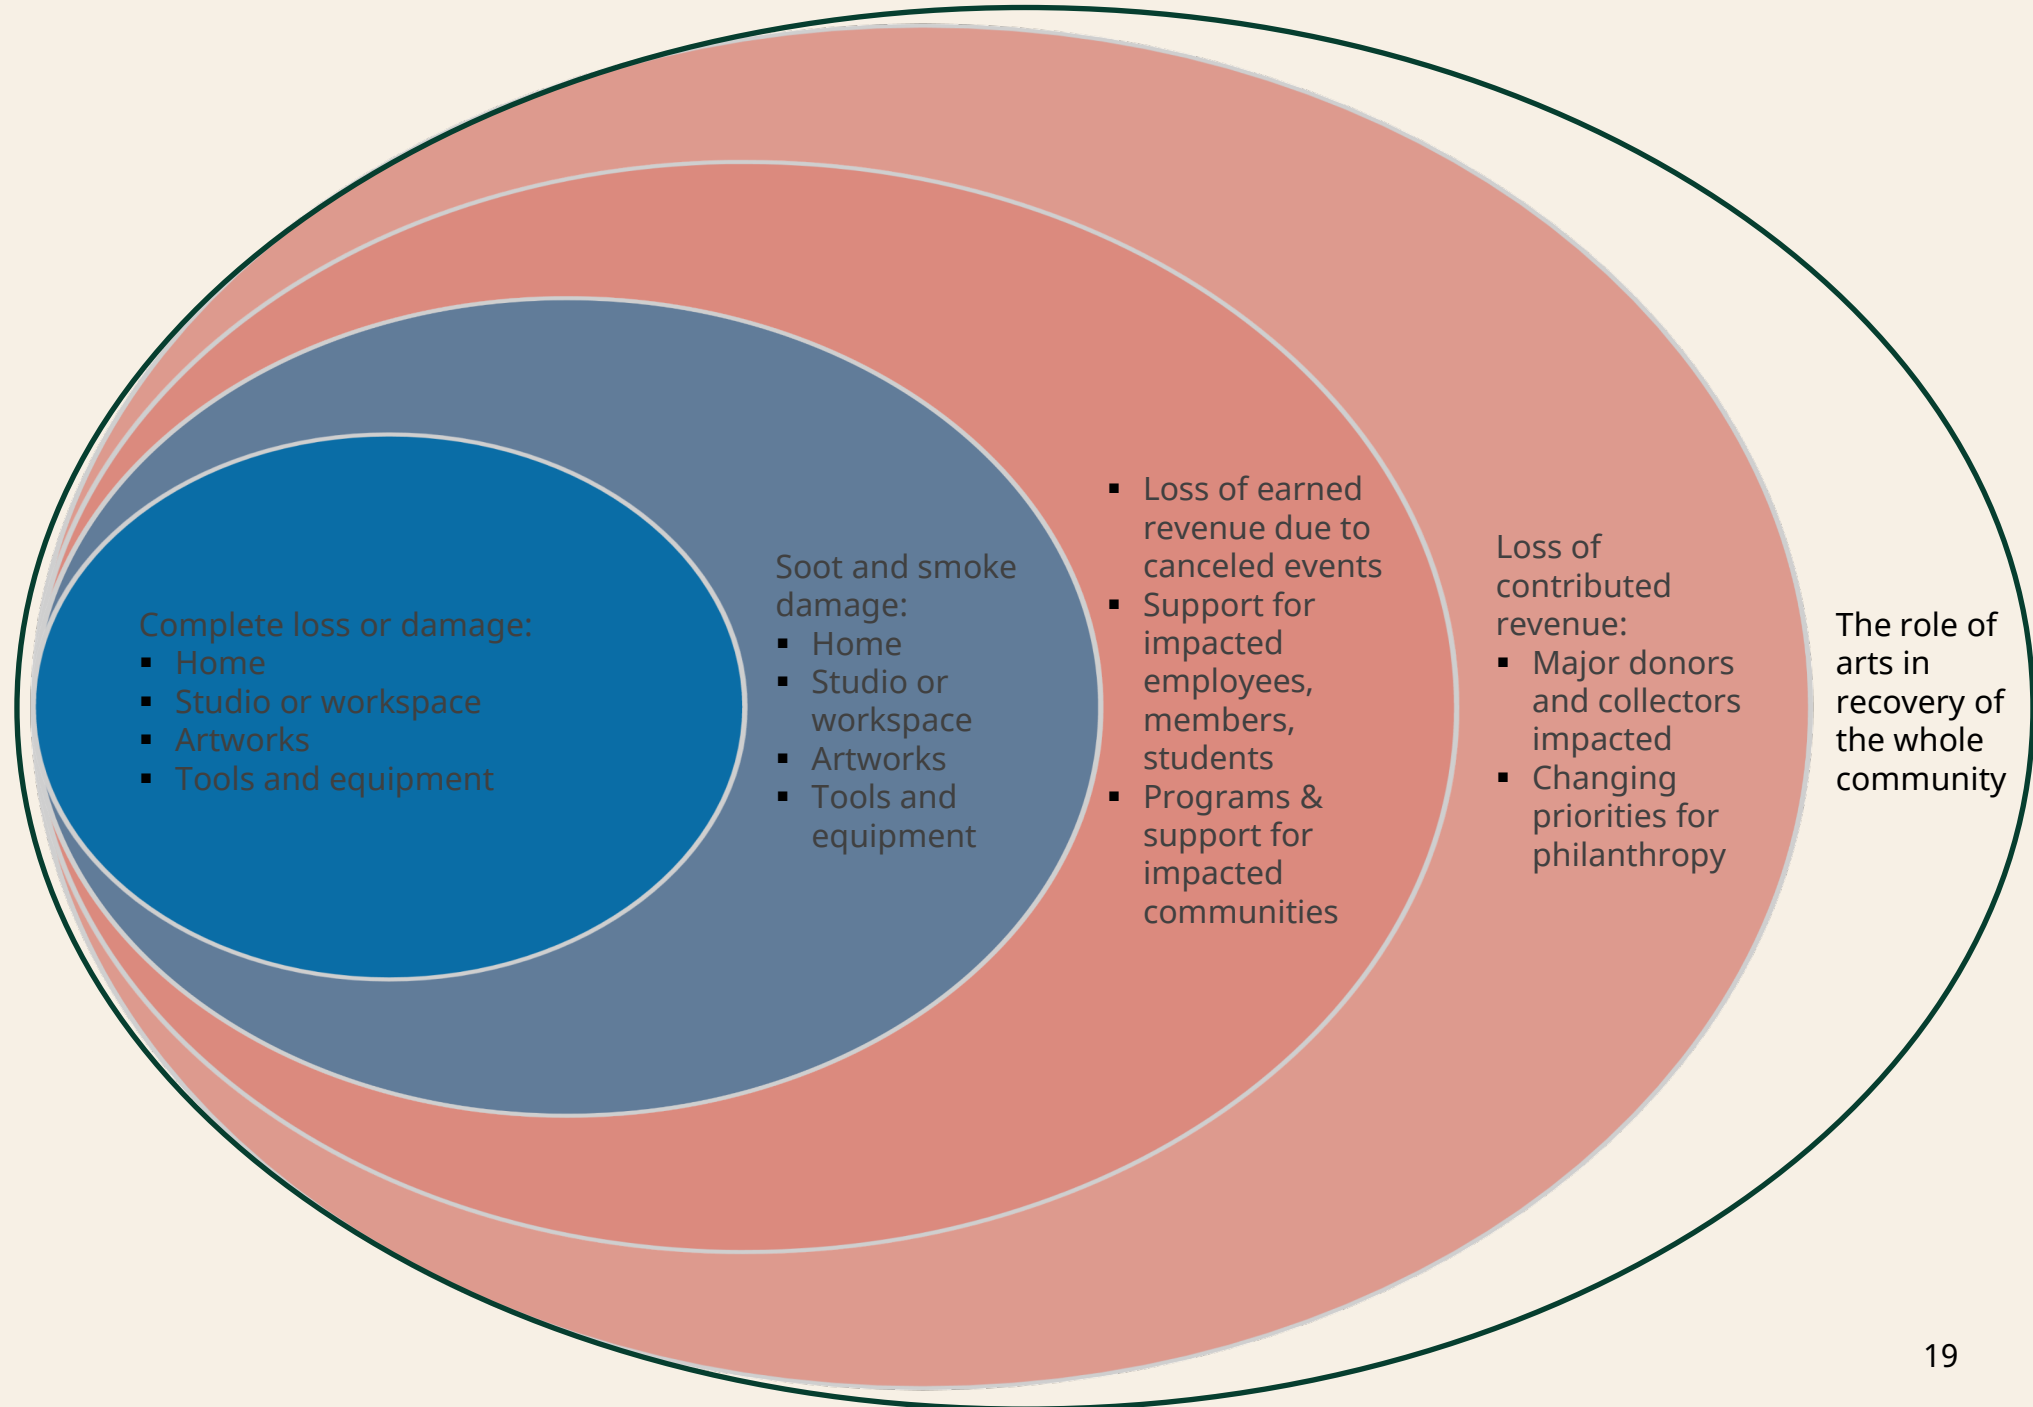 Complete loss or damage:
▪ Home
▪ Studio or workspace
▪ Artworks
▪ Tools and equipment
Soot and smoke
damage:
▪ Home
▪ Studio or
workspace
▪ Artworks
▪ Tools and
equipment
▪ Loss of earned
revenue due to
canceled events
▪ Support for
impacted
employees,
members,
students
▪ Programs &
support for
impacted
communities
Loss of
contributed
revenue:
▪ Major donors
and collectors
impacted
▪ Changing
priorities for
philanthropy
The role of
arts in
recovery of
the whole
community
19